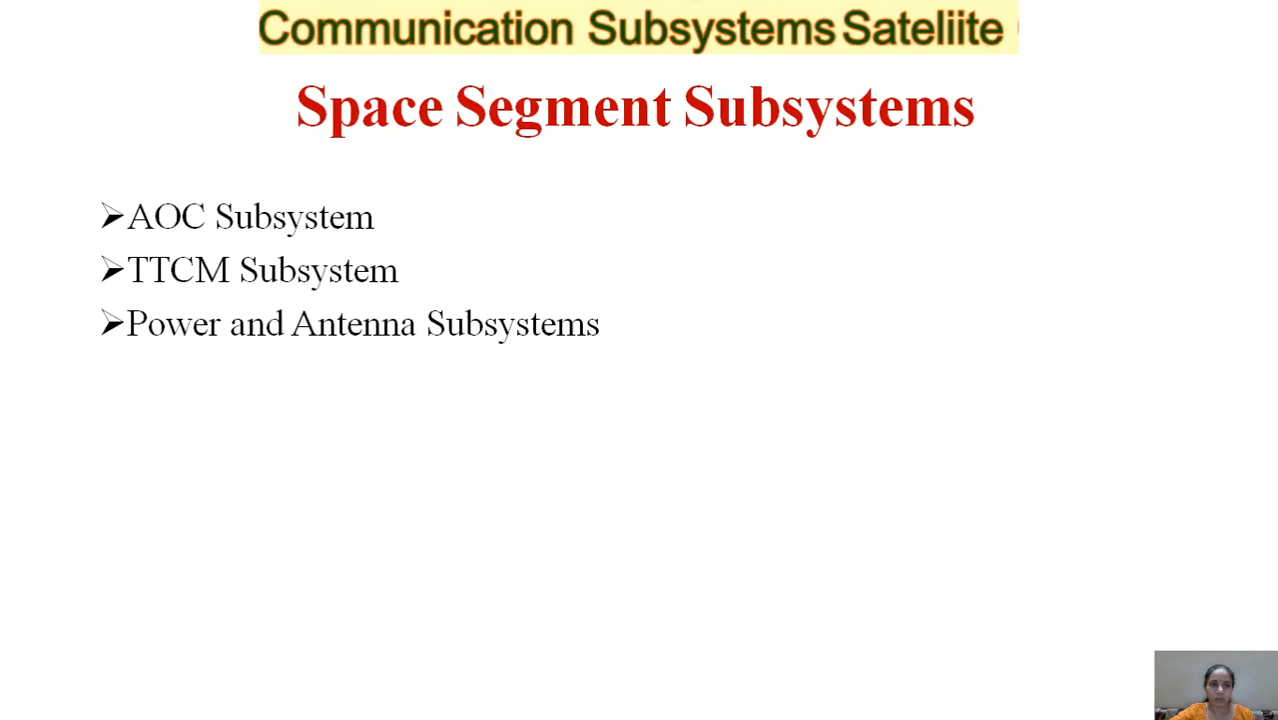 Communication Subsystems Sateliite
Space Segment Subsystems
➢AOC Subsystem
➢TTCM Subsystem
➢Power and Antenna Subsystems